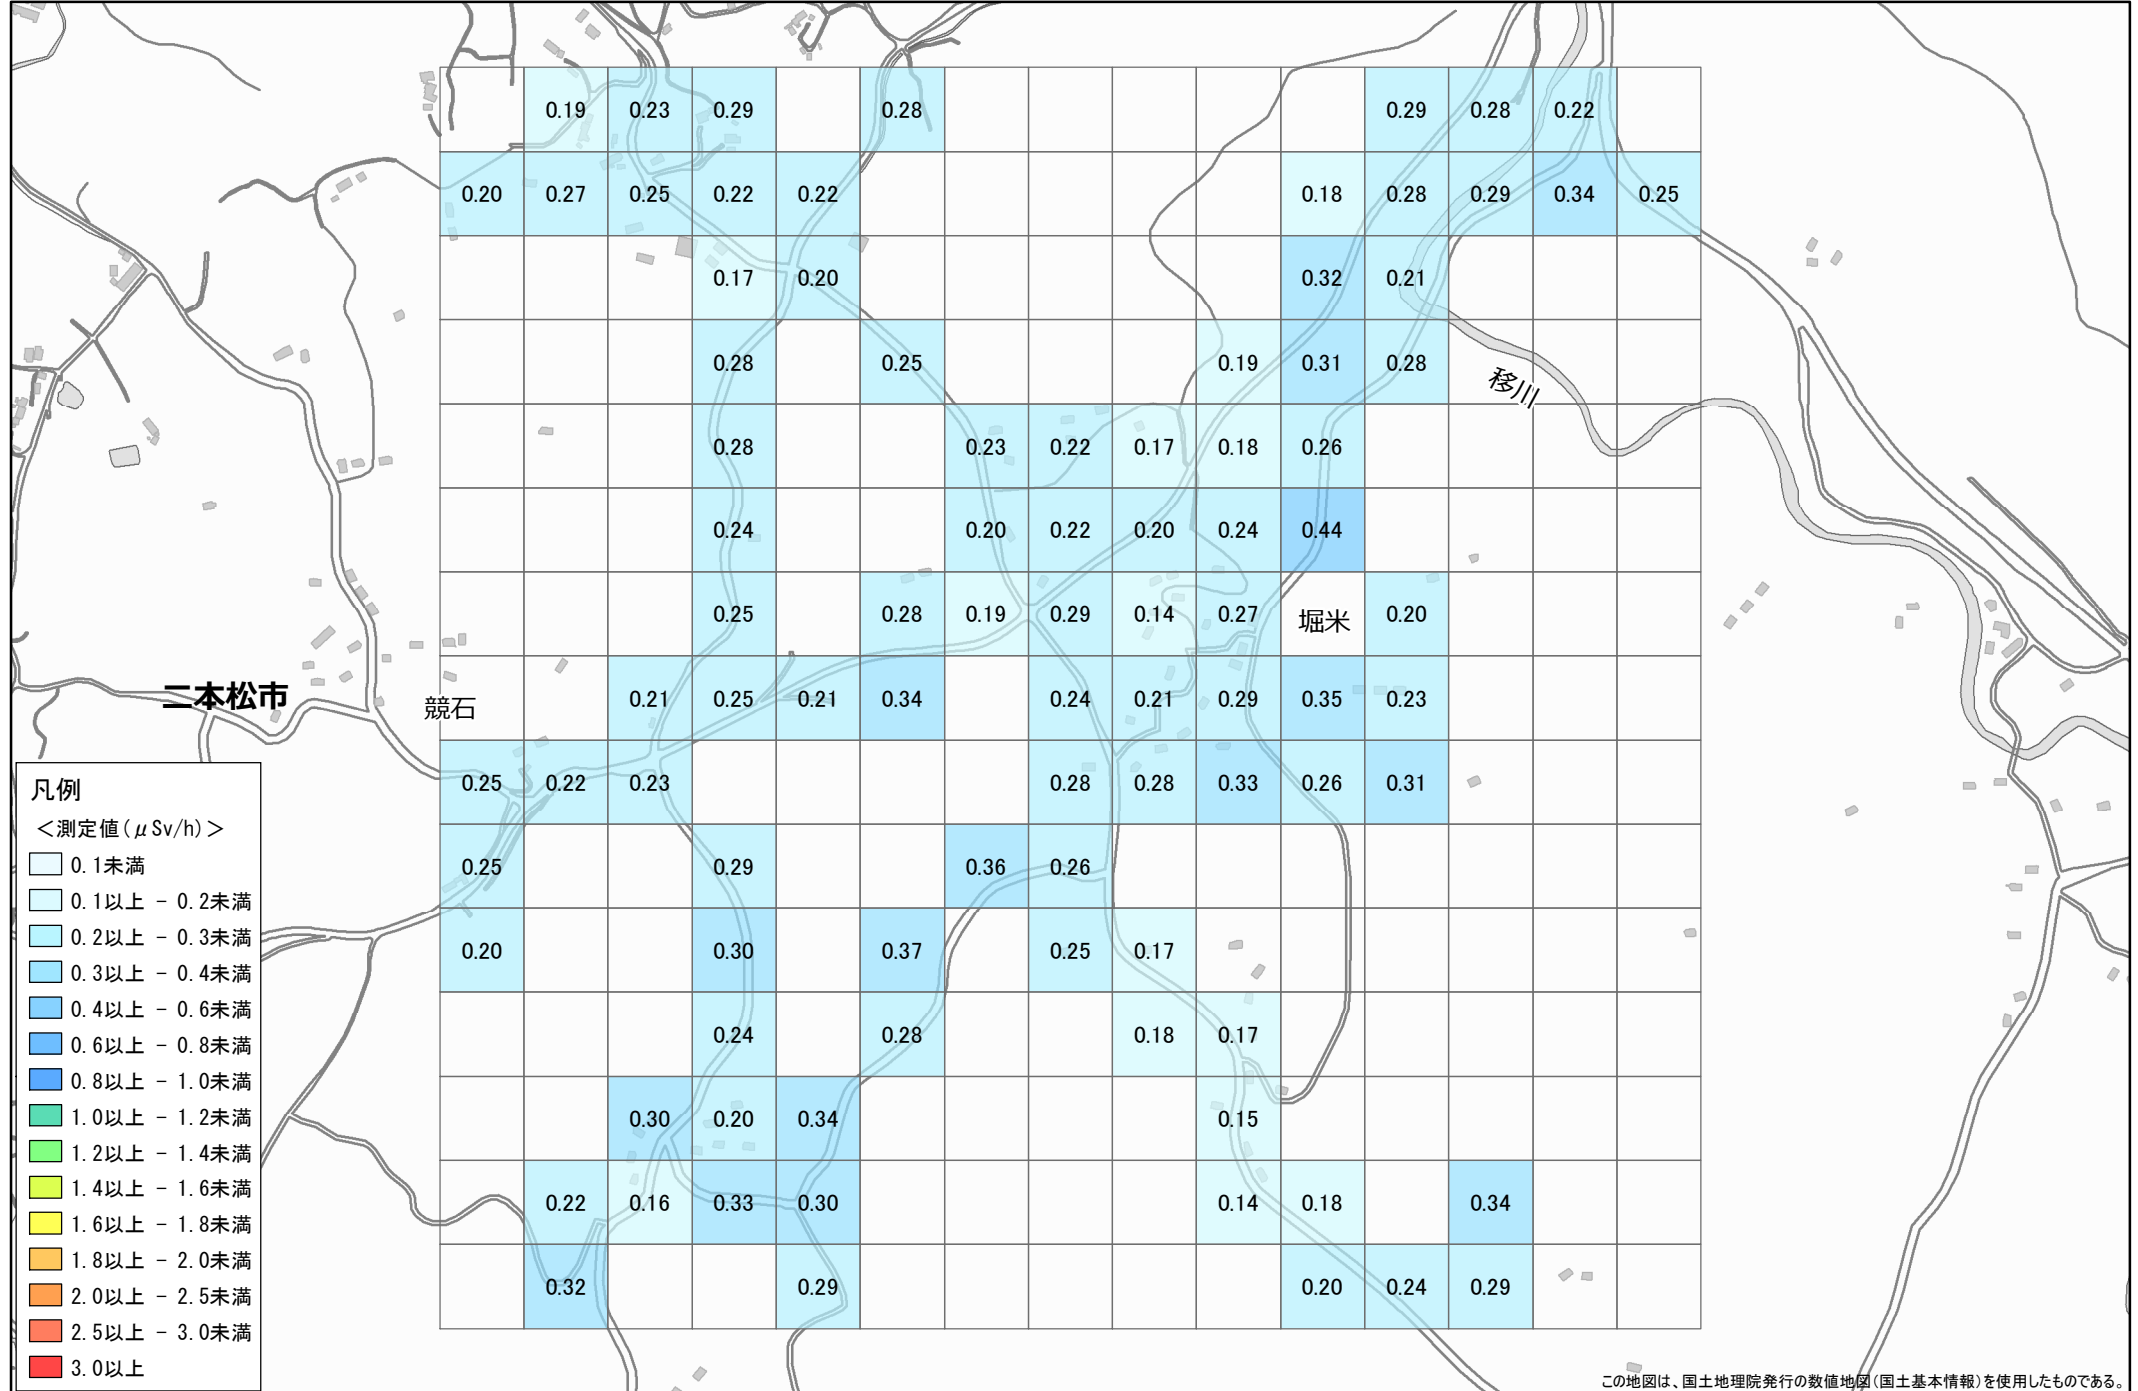 0.19 0.23 0.29 0.28 0.29 0.28 0.22
0.20 0.27 0.25 0.22 0.22 0.18 0.28 0.29 0.34 0.25
0.17 0.20 0.32 0.21
0.28 0.25 0.19 0.31 0.28
移川
0.28 0.23 0.22 0.17 0.18 0.26
0.24 0.20 0.22 0.20 0.24 0.44
0.25 0.28 0.19 0.29 0.14 0.27 堀米 0.20
二本松市 競石 0.21 0.25 0.21 0.34 0.24 0.21 0.29 0.35 0.23
0.25 0.22 0.23 0.28 0.28 0.33 0.26 0.31
0.25 0.29 0.36 0.26
0.20 0.30 0.37 0.25 0.17
0.24 0.28 0.18 0.17
0.30 0.20 0.34 0.15
0.22 0.16 0.33 0.30 0.14 0.18 0.34
0.32 0.29 0.20 0.24 0.29
凡例
＜測定値(μSv/h)＞
0.1未満
0.1以上 - 0.2未満
0.2以上 - 0.3未満
0.3以上 - 0.4未満
0.4以上 - 0.6未満
0.6以上 - 0.8未満
0.8以上 - 1.0未満
1.0以上 - 1.2未満
1.2以上 - 1.4未満
1.4以上 - 1.6未満
1.6以上 - 1.8未満
1.8以上 - 2.0未満
2.0以上 - 2.5未満
2.5以上 - 3.0未満
3.0以上
この地図は、国土地理院発行の数値地図(国土基本情報)を使用したものである。